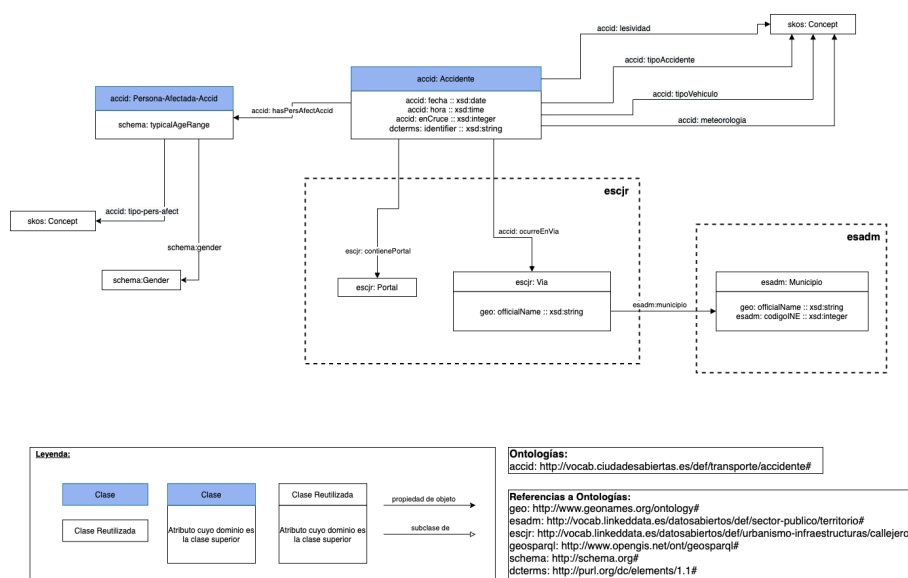 accid: lesividad
skos: Concept
accid: tipoAccidente
accid: Accidente
accid: tipoVehiculo
accid: Persona-Afectada-Accid
accid: hasPersAfectAccid
accid: fecha :: xsd:date
accid: hora :: xsd:time
accid: enCruce :: xsd:integer
dcterms: identifier :: xsd:string
schema: typicalAgeRange
accid: meteorologia
escjr
accid: tipo-pers-afect
skos: Concept
accid: ocurreEnVia
esadm
schema:gender
escjr: contienePortal
schema:Gender
escjr: Portal
escjr: Via
esadm: Municipio
geo: officialName :: xsd:string
esadm:municipio
geo: officialName :: xsd:string
esadm: codigoINE :: xsd:integer
Leyenda:
Clase
Clase
Clase Reutilizada
propiedad de objeto
Clase Reutilizada
Atributo cuyo dominio es
la clase superior
Atributo cuyo dominio es
la clase superior
subclase de
Ontologías:
accid: http://vocab.ciudadesabiertas.es/def/transporte/accidente#
Referencias a Ontologías:
geo: http://www.geonames.org/ontology#
esadm: http://vocab.linkeddata.es/datosabiertos/def/sector-publico/territorio#
escjr: http://vocab.linkeddata.es/datosabiertos/def/urbanismo-infraestructuras/callejero
geosparql: http://www.opengis.net/ont/geosparql#
schema: http://schema.org#
dcterms: http://purl.org/dc/elements/1.1#